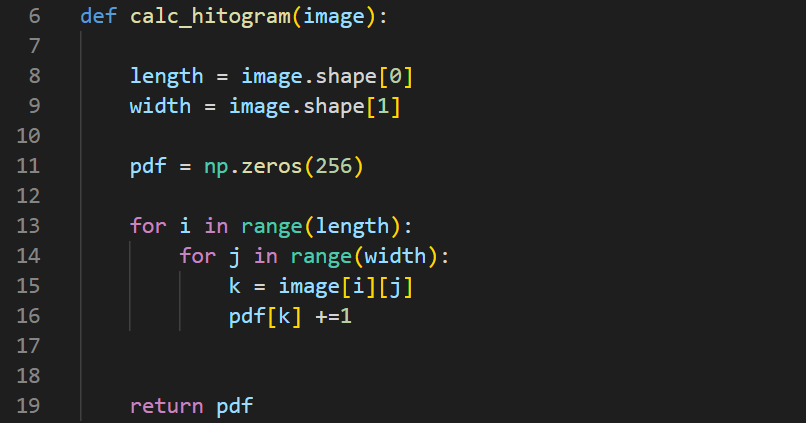 6 def calc_hitogram(image):
7
8     length = image.shape[0]
9     width = image.shape[1]
10
11     pdf = np.zeros(256)
12
13     for i in range(length):
14         for j in range(width):
15             k = image[i][j]
16             pdf[k] +=1
17
18
19     return pdf